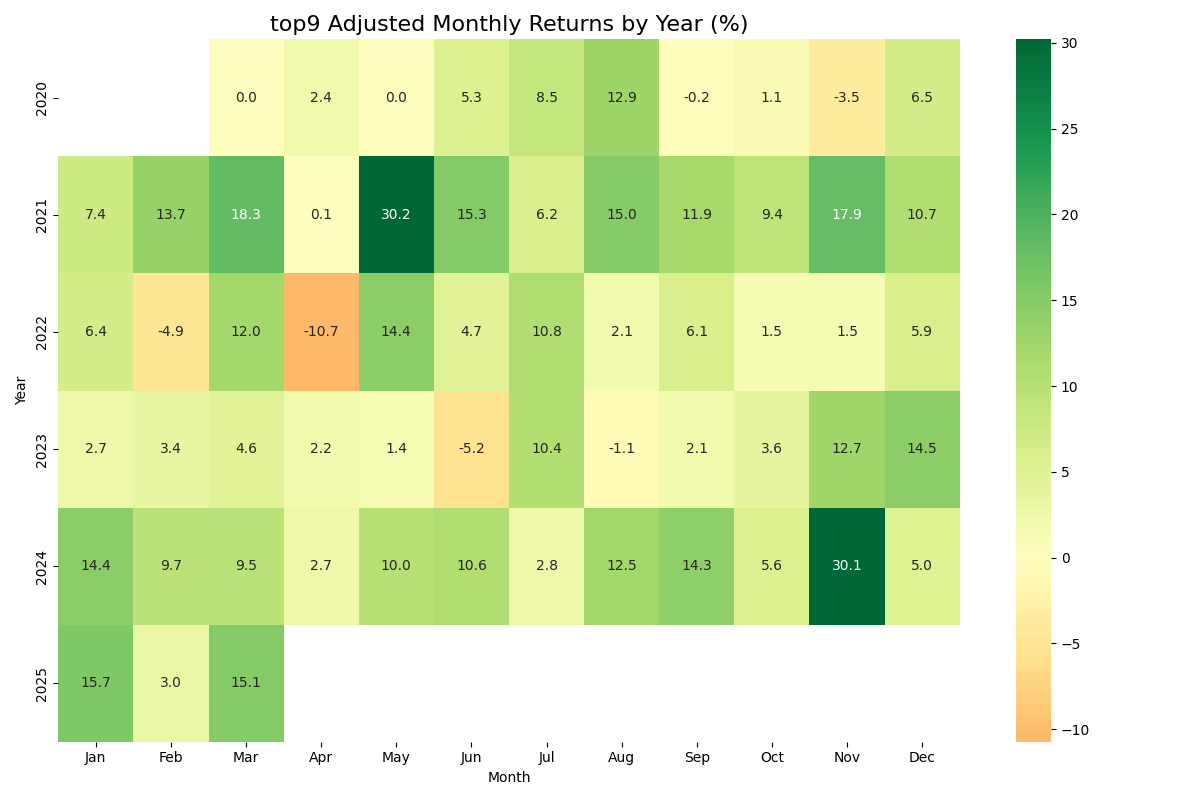 top9 Adjusted Monthly Returns by Year (%)
2020 0.0 2.4 0.0 5.3 8.5 12.9 -0.2 1.1 -3.5 6.5
2021 7.4 13.7 18.3 0.1 30.2 15.3 6.2 15.0 11.9 9.4 17.9 10.7
2022 6.4 -4.9 12.0 -10.7 14.4 4.7 10.8 2.1 6.1 1.5 1.5 5.9
Year
2023 2.7 3.4 4.6 2.2 1.4 -5.2 10.4 -1.1 2.1 3.6 12.7 14.5
2024 14.4 9.7 9.5 2.7 10.0 10.6 2.8 12.5 14.3 5.6 30.1 5.0
2025 15.7 3.0 15.1
Jan Feb Mar Apr May Jun Jul Aug Sep Oct Nov Dec
Month
30
25
20
15
10
5
0
−5
−10